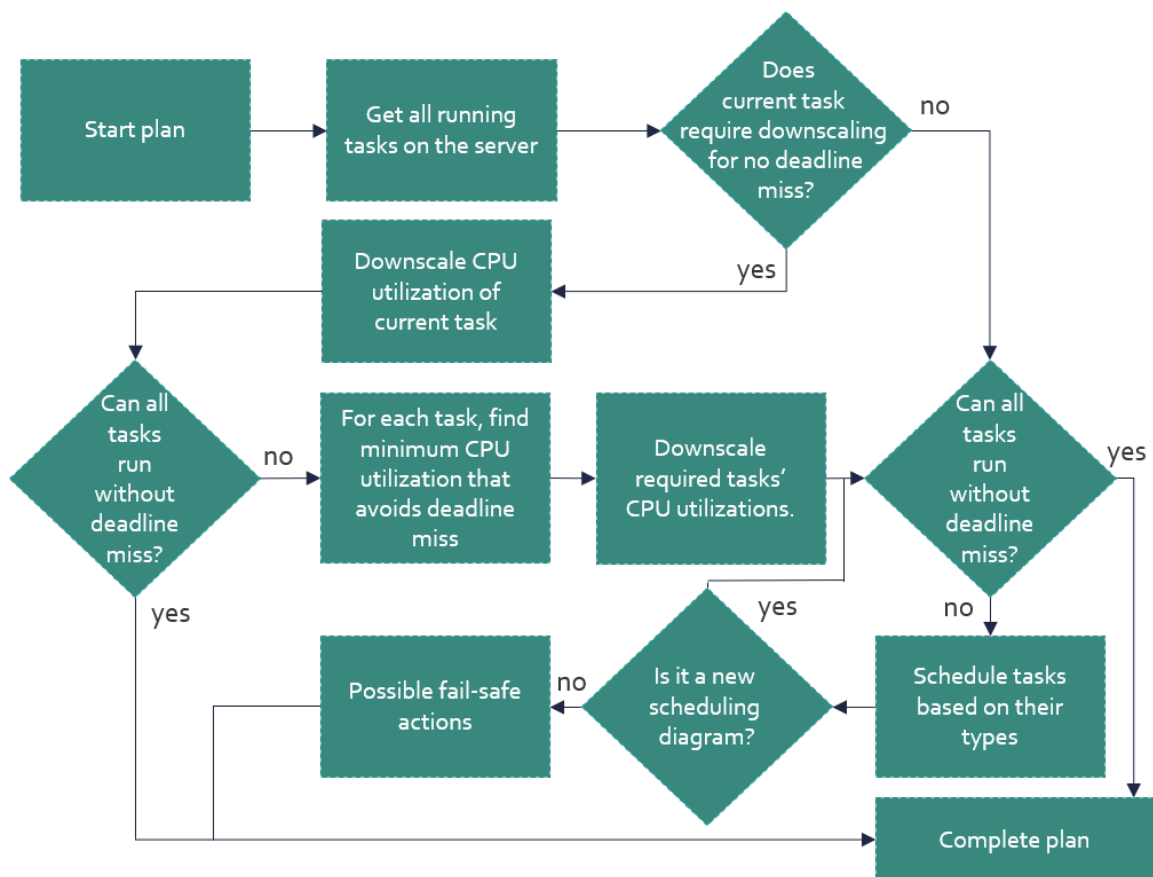 Start plan
Get all running
tasks on the server
Does
current task
require downscaling
for no deadline
miss?
no
yes
Downscale CPU
utilization of
current task
Can all
tasks
run
without
deadline
miss?
no
yes
For each task, find
minimum CPU
utilization that
avoids deadline
miss
Downscale
required tasks‘
CPU utilizations.
Can all
tasks
run
without
deadline
miss?
yes
no
Schedule tasks
based on their
types
Is it a new
scheduling
diagram?
yes
no
Possible fail-safe
actions
Complete plan